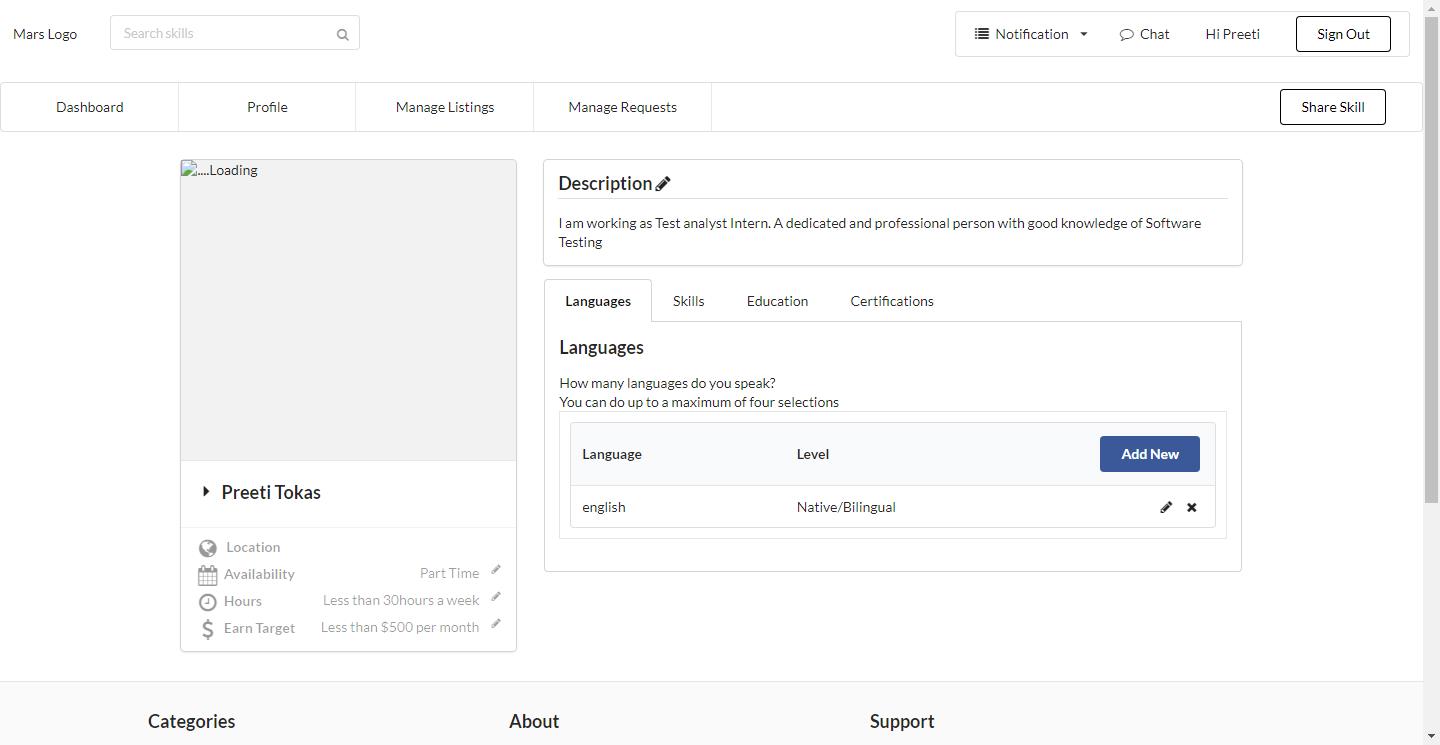 Mars Logo
Search skills
Notification
Chat
Hi Preeti
Sign Out
Dashboard
Profile
Manage Listings
Manage Requests
Share Skill
....Loading
Preeti Tokas
Location
Availability
Part Time
Hours
Less than 30hours a week
Earn Target
Less than $500 per month
Description
I am working as Test analyst Intern. A dedicated and professional person with good knowledge of Software
Testing
Languages
Skills
Education
Certifications
Languages
How many languages do you speak?
You can do up to a maximum of four selections
Language
Level
Add New
english
Native/Bilingual
Categories
About
Support